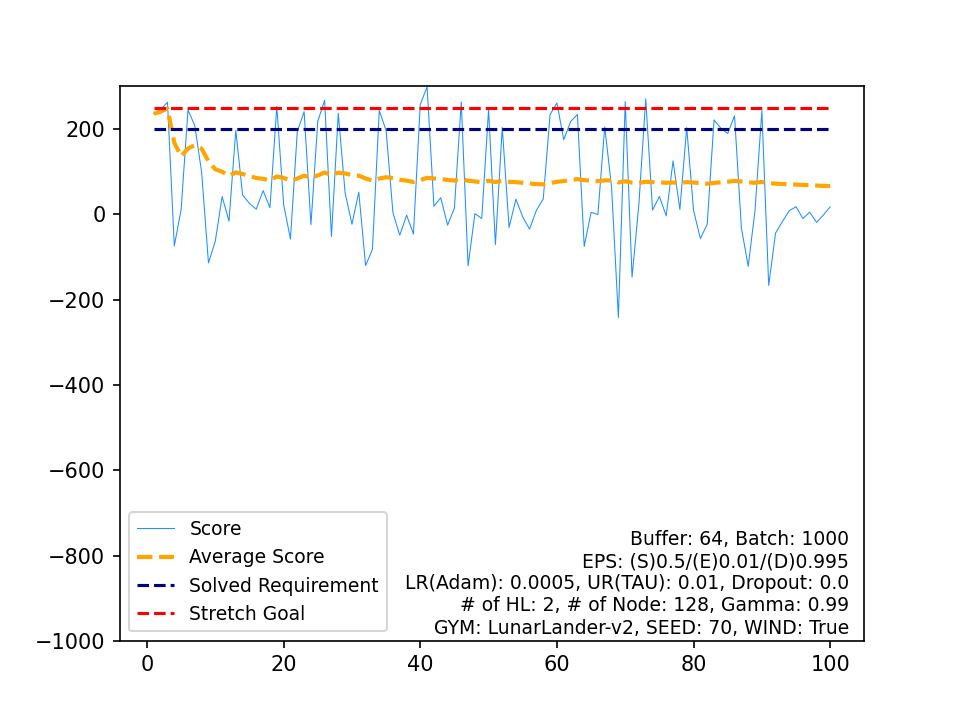 200
0
−200
−400
−600
−800
−1000
Score
Average Score
Solved Requirement
Stretch Goal
Buffer: 64, Batch: 1000
EPS: (S)0.5/(E)0.01/(D)0.995
LR(Adam): 0.0005, UR(TAU): 0.01, Dropout: 0.0
# of HL: 2, # of Node: 128, Gamma: 0.99
GYM: LunarLander-v2, SEED: 70, WIND: True
0 20 40 60 80 100